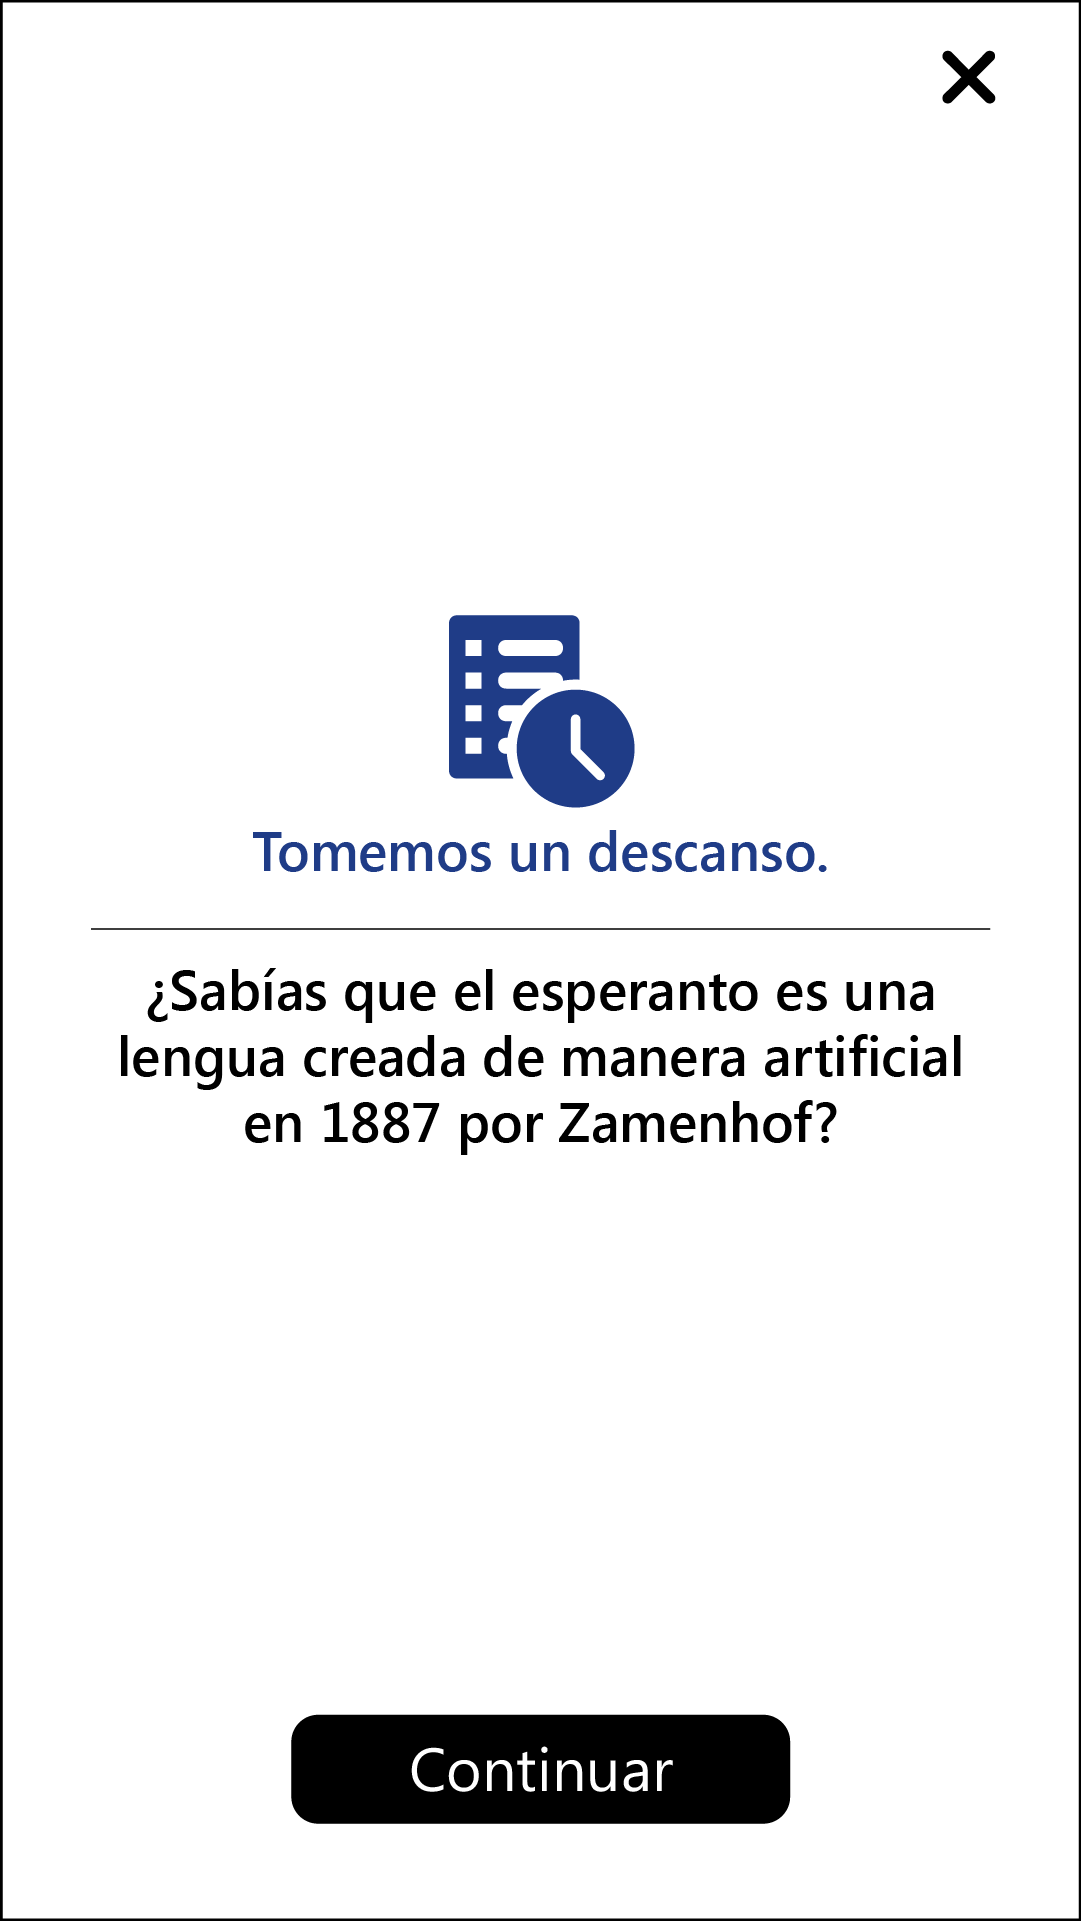 Tomemos un descanso.
¿Sabías que el esperanto es una
lengua creada de manera artificial
en 1887 por Zamenhof?
Continuar